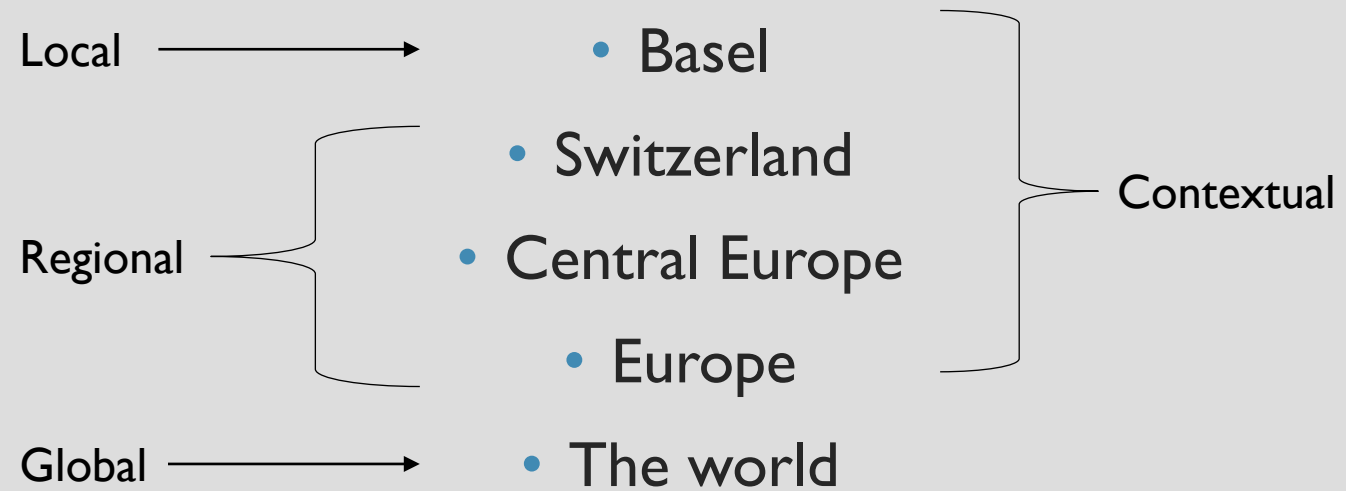 Local
• Basel
• Switzerland
Contextual
Regional
• Central Europe
• Europe
Global
• The world